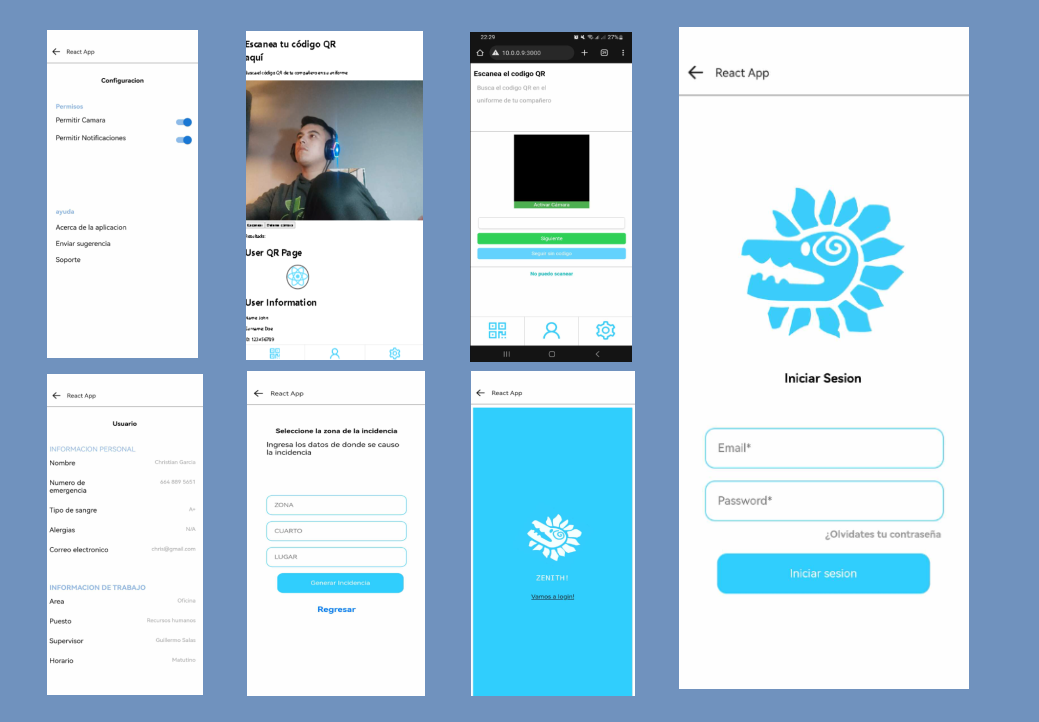 React App
Configuracion
Permisos
Permitir Camara
Permitir Notificaciones
ayuda
Acerca de la aplicacion
Enviar sugerencia
Soporte
Escanea tu código QR
aquí
Busca el código QR de tu compañero en su uniforme
Escanear Detener cámara
Resultado:
User QR Page
User Information
Name: John
Surname: Doe
ID: 123456789
22:29
27%
10.0.0.9:3000
Escanea el codigo QR
Busca el codigo QR en el
uniforme de tu compañero
Activar Cámara
Siguiente
Seguir sin codigo
No puedo scanear
React App
Iniciar Sesion
Email*
Password*
¿Olvidates tu contraseña
Iniciar sesion
React App
Usuario
INFORMACION PERSONAL
Nombre Christian Garcia
Numero de
emergencia 664 889 5651
Tipo de sangre A+
Alergias N/A
Correo electronico chris@gmail.com
INFORMACION DE TRABAJO
Area Oficina
Puesto Recursos humanos
Supervisor Guillermo Salas
Horario Matutino
React App
Seleccione la zona de la incidencia
Ingresa los datos de donde se causo
la incidencia
ZONA
CUARTO
LUGAR
Generar Incidencia
Regresar
React App
ZENITH!
Vamos a login!